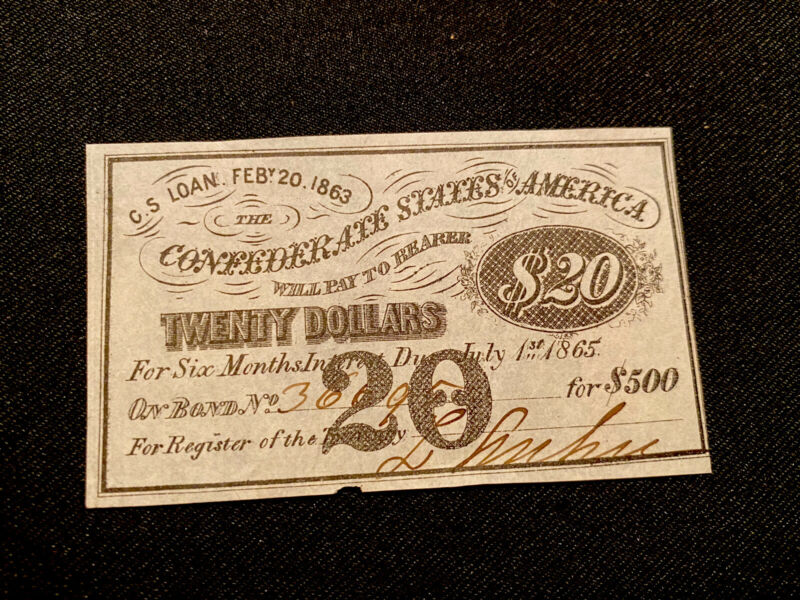 C.S LOAN. FEBY 20. 1863
THE
CONFEDERATE STATES OF AMERICA
WILL PAY TO BEARER
$20
TWENTY DOLLARS
For Six Months Interest Due July 1st 1865.
ON BOND No for $500
20
For Register of the Treasury